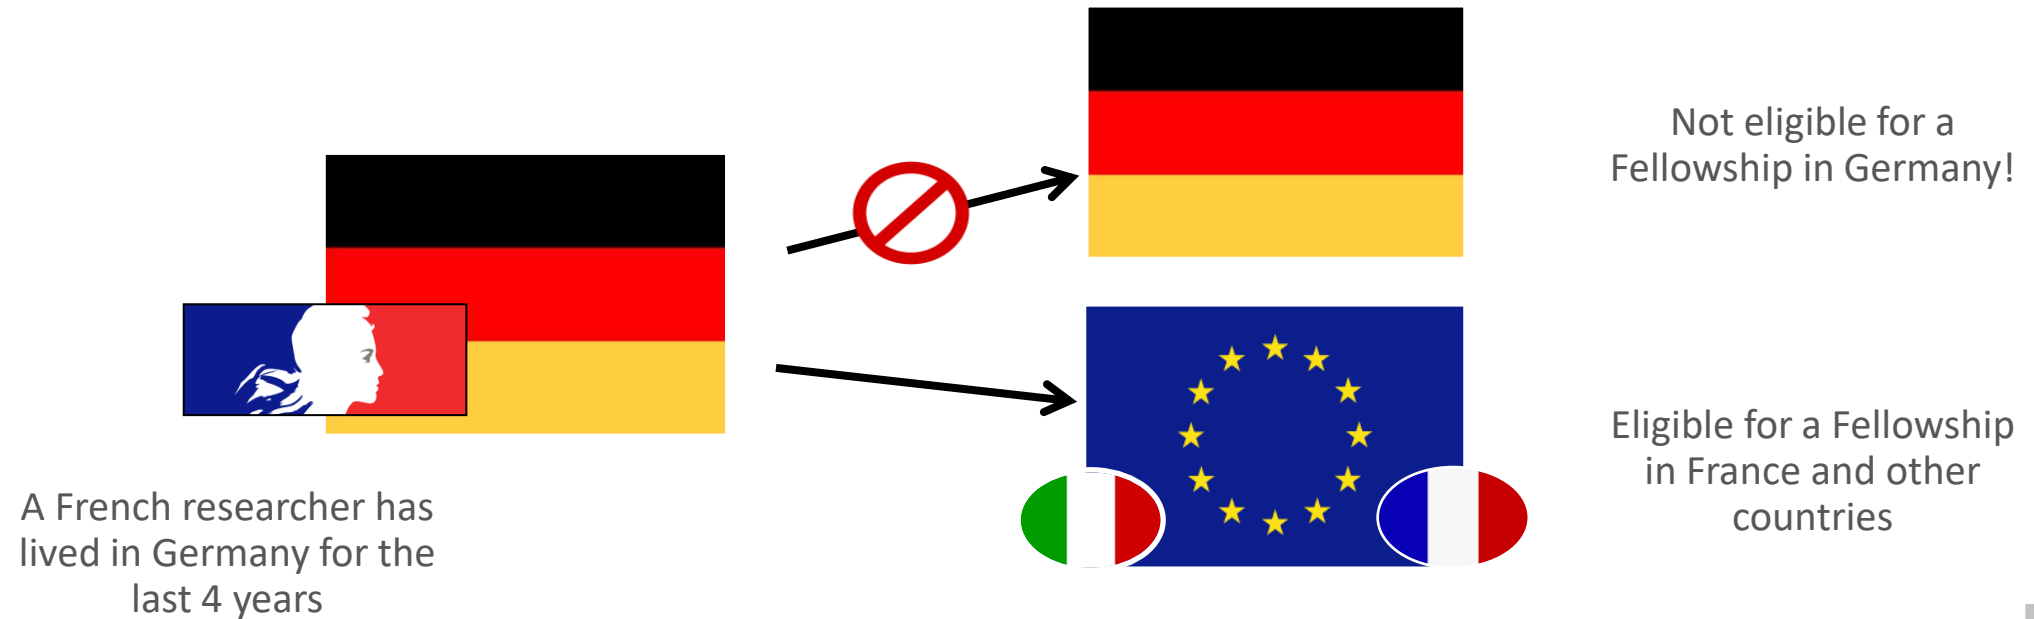 A French researcher has
lived in Germany for the
last 4 years
Not eligible for a
Fellowship in Germany!
Eligible for a Fellowship
in France and other
countries